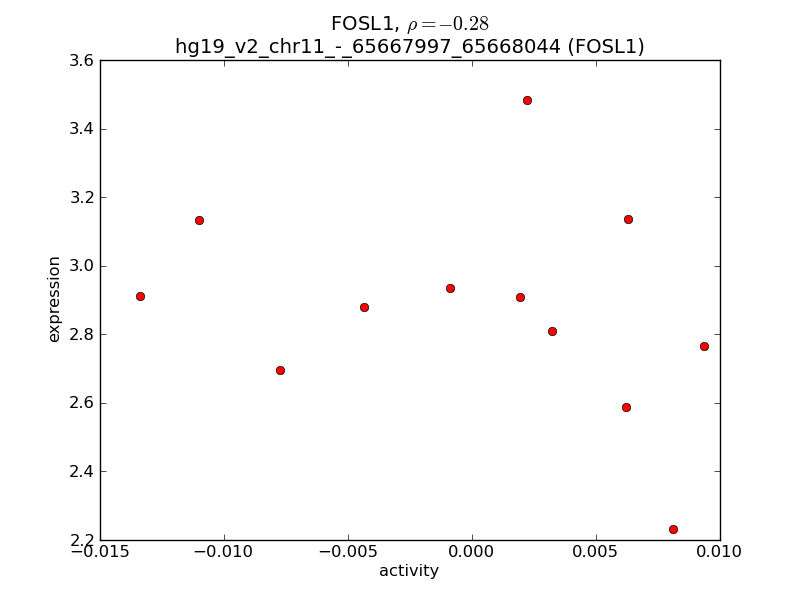 FOSL1, ρ = −0.28
hg19_v2_chr11_-_65667997_65668044 (FOSL1)
3.6
3.4
3.2
3.0
2.8
2.6
2.4
2.2
expression
−0.015 −0.010 −0.005 0.000 0.005 0.010
activity